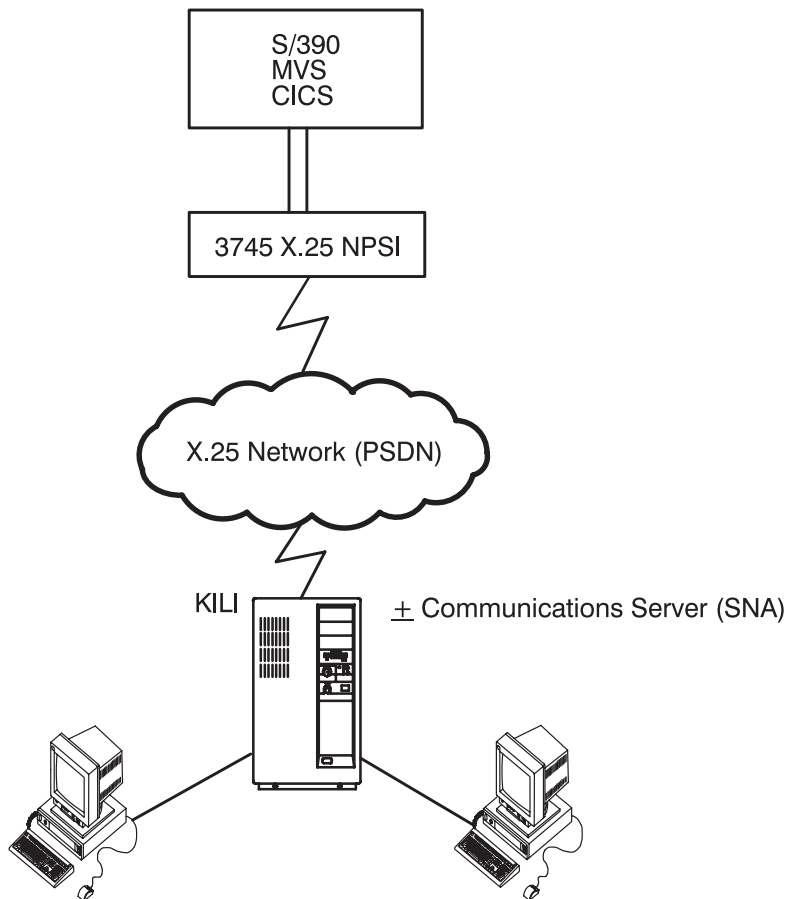 S/390
MVS
CICS
3745 X.25 NPSI
X.25 Network (PSDN)
KILI
+ Communications Server (SNA)